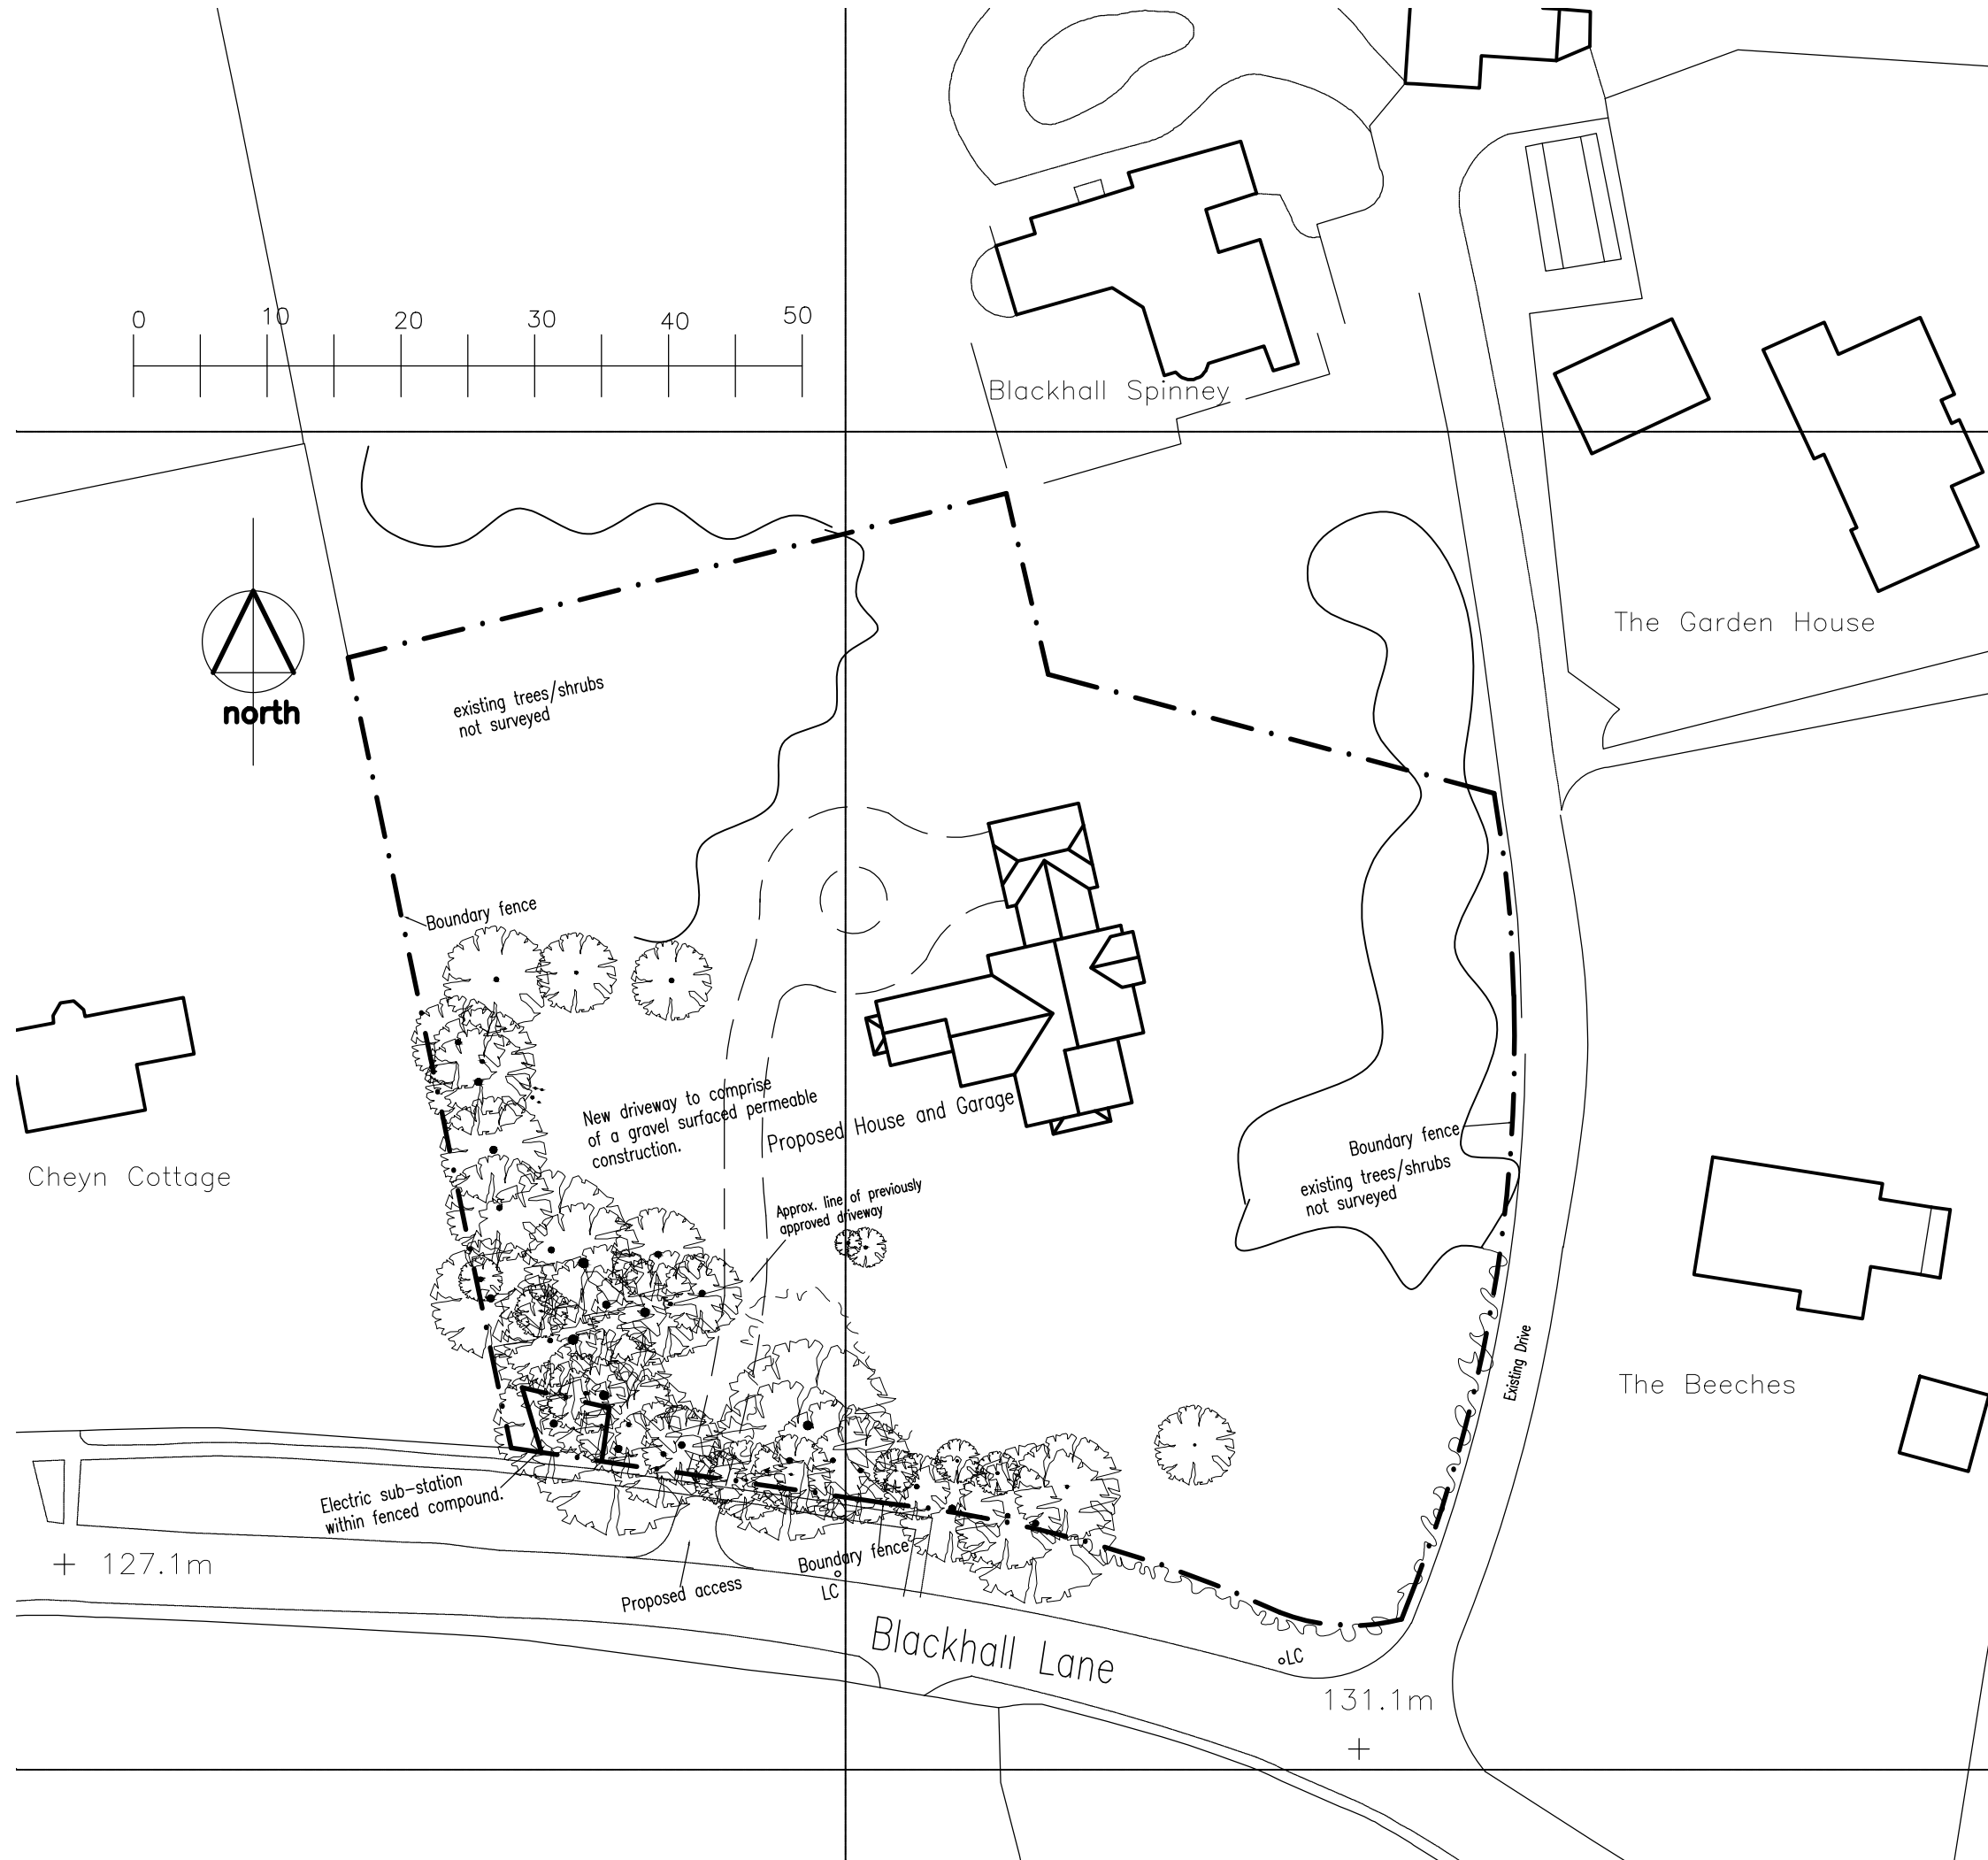 0 10 20 30 40 50
Blackhall Spinney
The Garden House
north
existing trees/shrubs
not surveyed
Boundary fence
New driveway to comprise
of a gravel surfaced permeable
construction.
Proposed House and Garage
Boundary fence
existing trees/shrubs
not surveyed
Cheyn Cottage
Approx. line of previously
approved driveway
Existing Drive
The Beeches
Electric sub-station
within fenced compound.
127.1m
Boundary fence
LC
Proposed access
Blackhall Lane
LC
131.1m